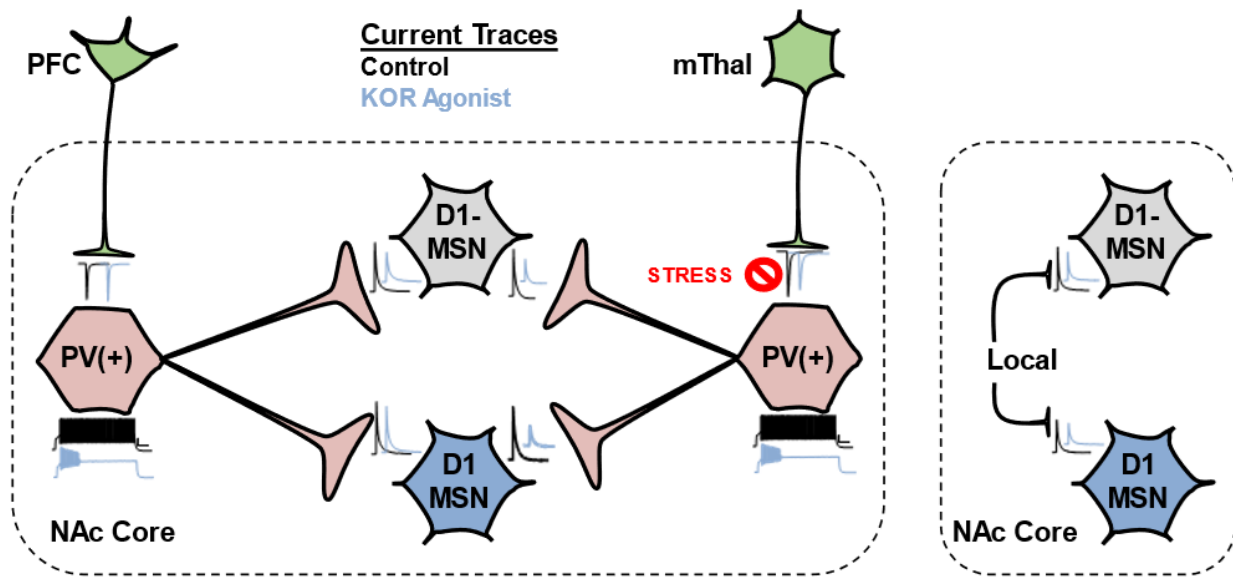 Current Traces
Control
KOR Agonist
PFC
mThal
D1-
MSN
STRESS
PV(+)
PV(+)
D1
MSN
NAc Core
D1-
MSN
Local
D1
MSN
NAc Core